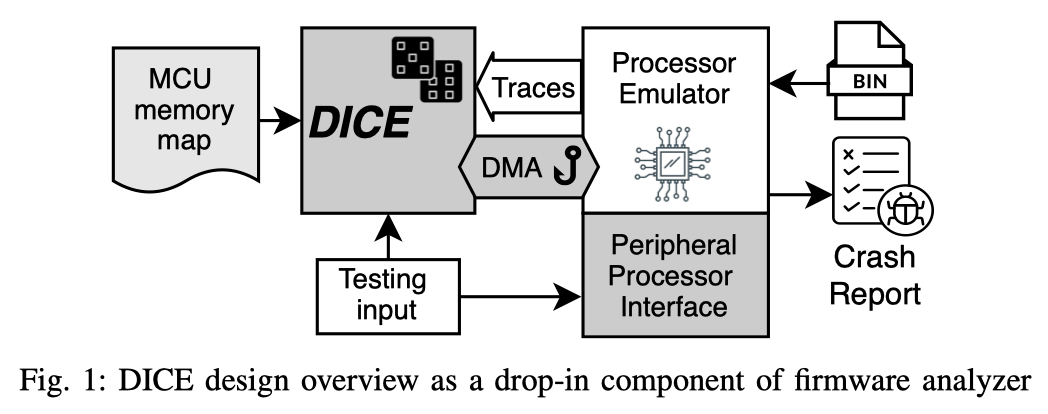 MCU
memory
map
DICE
Traces
DMA
Processor
Emulator
BIN
Testing
input
Peripheral
Processor
Interface
Crash
Report
Fig. 1: DICE design overview as a drop-in component of firmware analyzer